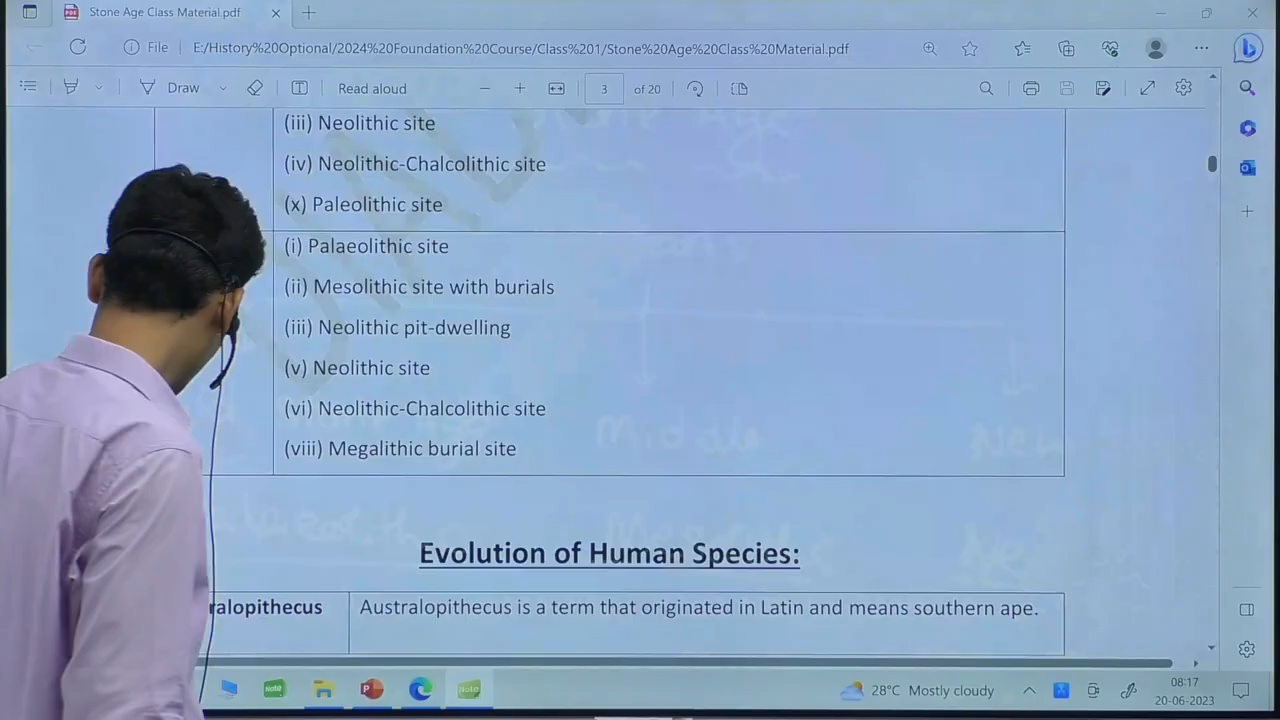 Stone Age Class Material.pdf
File E:/History%20Optional/2024%20Foundation%20Course/Class%201/Stone%20Age%20Class%20Material.pdf
Draw Read aloud 3 of 20
(iii) Neolithic site
(iv) Neolithic-Chalcolithic site
(x) Paleolithic site
(i) Palaeolithic site
(ii) Mesolithic site with burials
(iii) Neolithic pit-dwelling
(v) Neolithic site
(vi) Neolithic-Chalcolithic site
(viii) Megalithic burial site
Middle
New
Evolution of Human Species:
ralopithecus Australopithecus is a term that originated in Latin and means southern ape.
Note Note 28°C Mostly cloudy 08:17
20-06-2023